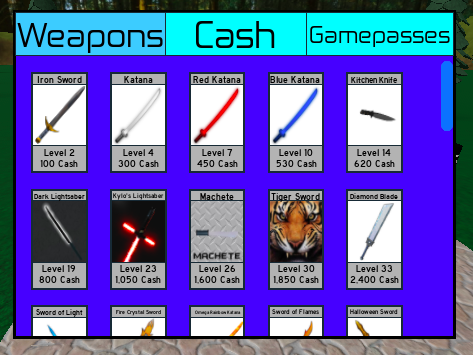 Weapons Cash Gamepasses
Iron Sword Katana Red Katana Blue Katana Kitchen Knife
Level 2 Level 4 Level 7 Level 10 Level 14
100 Cash 300 Cash 450 Cash 530 Cash 620 Cash
Dark Lightsaber Kylo's Lightsaber Machete Tiger Sword Diamond Blade
MACHETE
Level 19 Level 23 Level 26 Level 30 Level 33
800 Cash 1,050 Cash 1,600 Cash 1,850 Cash 2,400 Cash
Sword of Light Fire Crystal Sword Omega Rainbow Katana Sword of Flames Halloween Sword